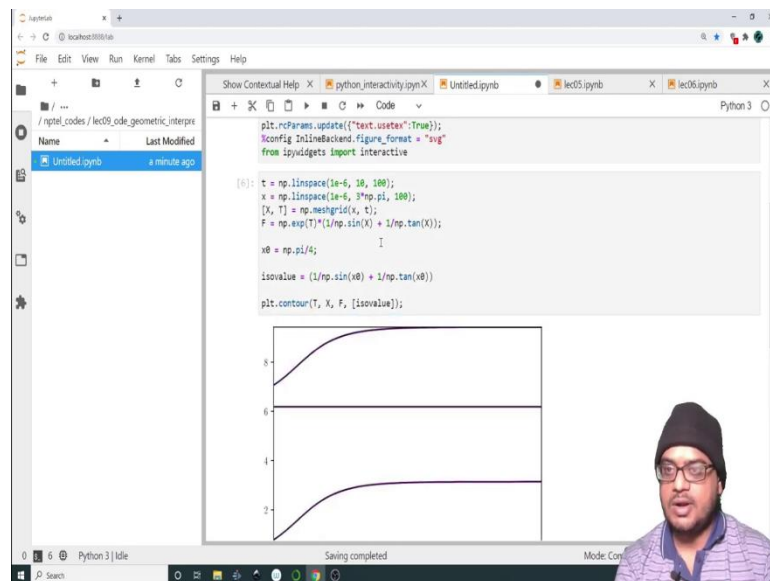 JupyterLab
localhost:8888/lab
File Edit View Run Kernel Tabs Settings Help
Show Contextual Help
python_interactivity.ipyn
Untitled.ipynb
lec05.ipynb
lec06.ipynb
Code
Python 3
/ ...
/ nptel_codes / lec09_ode_geometric_interpre
Name Last Modified
Untitled.ipynb a minute ago
plt.rcParams.update({"text.usetex":True});
%config InlineBackend.figure_format = "svg"
from ipywidgets import interactive
[6]: t = np.linspace(1e-6, 10, 100);
x = np.linspace(1e-6, 3*np.pi, 100);
[X, T] = np.meshgrid(x, t);
F = np.exp(T)*(1/np.sin(X) + 1/np.tan(X));
x0 = np.pi/4;
isovalue = (1/np.sin(x0) + 1/np.tan(x0))
plt.contour(T, X, F, [isovalue]);
8
6
4
2
0 6 Python 3 | Idle Saving completed Mode: Com
Search